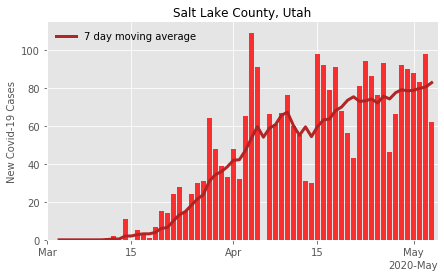 Salt Lake County, Utah
7 day moving average
New Covid-19 Cases
100
80
60
40
20
0
Mar
15
Apr
15
May
2020-May